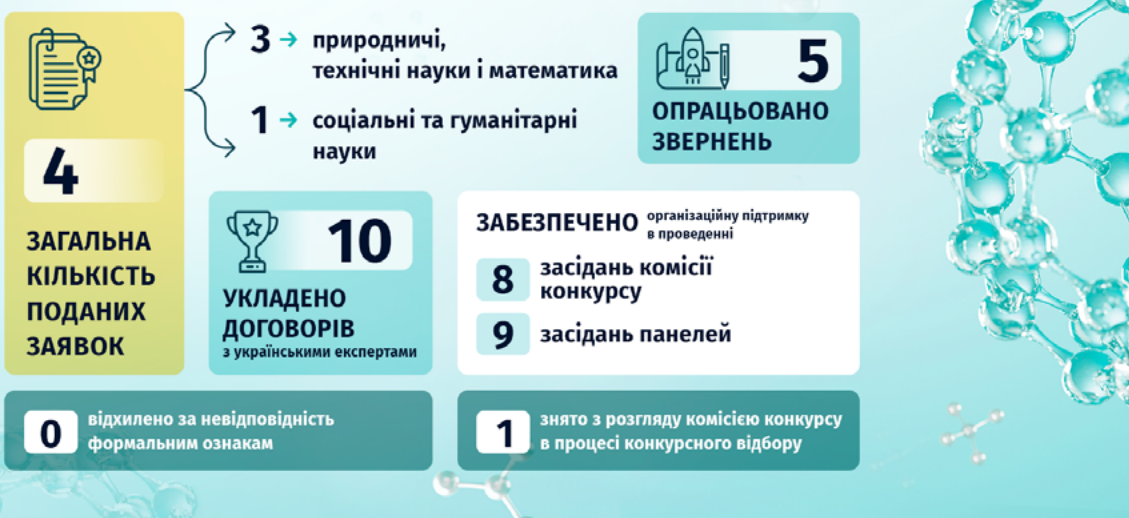 4
ЗАГАЛЬНА
КІЛЬКІСТЬ
ПОДАНИХ
ЗАЯВОК
3 → природничі,
технічні науки і математика
1 → соціальні та гуманітарні
науки
5
ОПРАЦЬОВАНО
ЗВЕРНЕНЬ
10
УКЛАДЕНО
ДОГОВОРІВ
з українськими експертами
ЗАБЕЗПЕЧЕНО організаційну підтримку
в проведенні
8 засідань комісії
конкурсу
9 засідань панелей
0 відхилено за невідповідність
формальним ознакам
1 знято з розгляду комісією конкурсу
в процесі конкурсного відбору